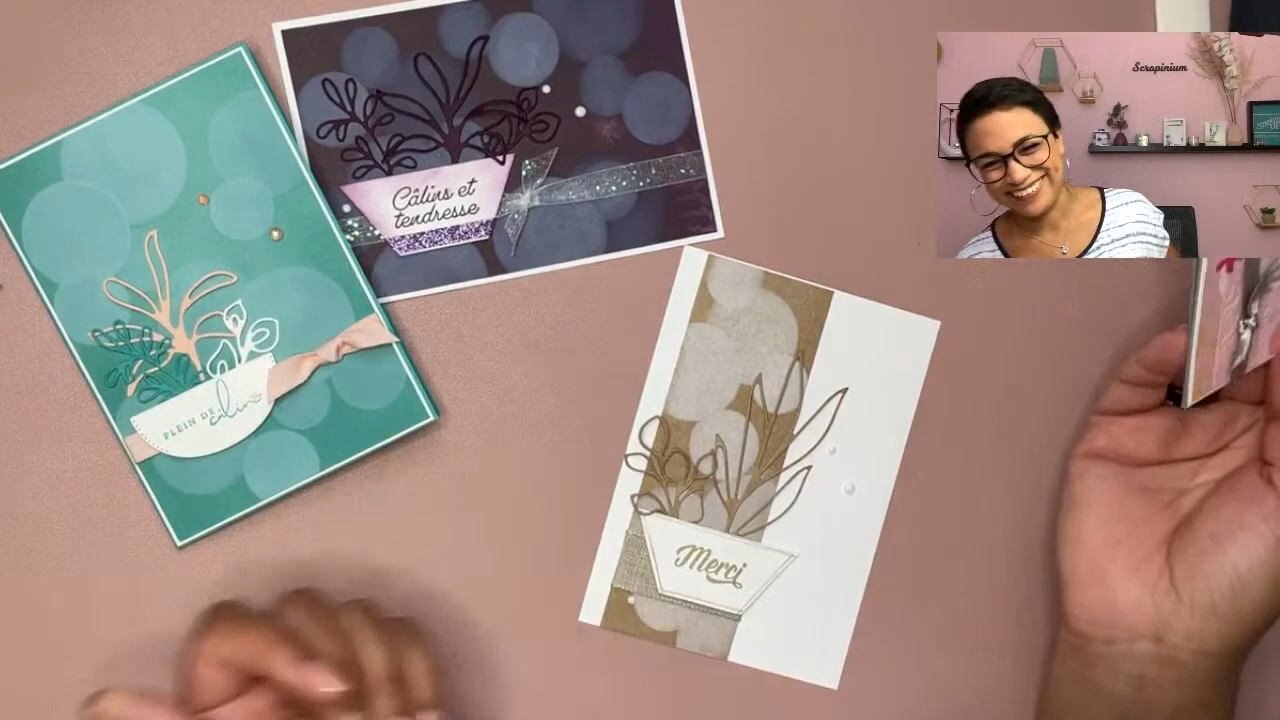 Scrapinium
Câlins et
tendresse
PLEIN DE
câlins
Merci